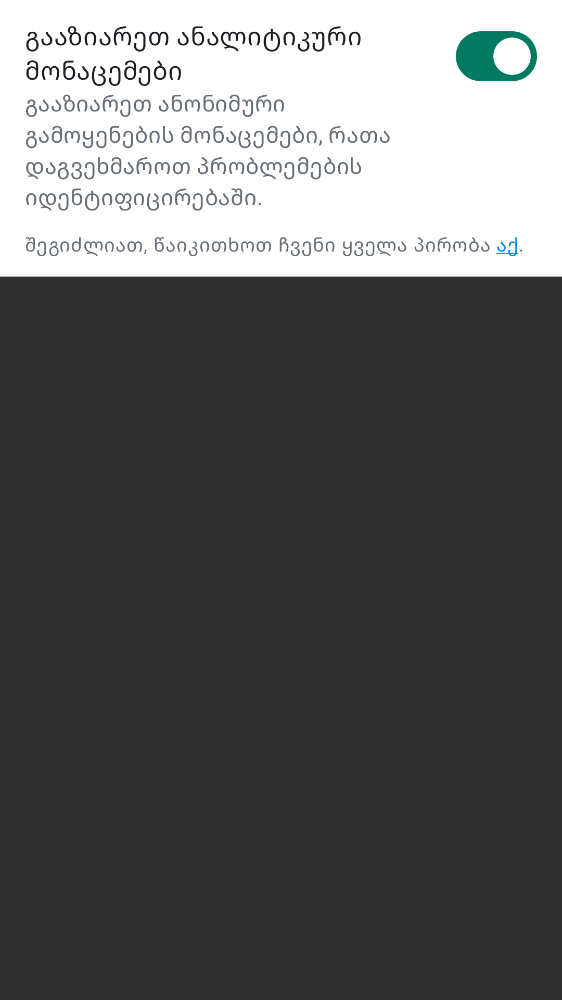 გააზიარეთ ანალიტიკური
მონაცემები
გააზიარეთ ანონიმური
გამოყენების მონაცემები, რათა
დაგვეხმაროთ პრობლემების
იდენტიფიცირებაში.
შეგიძლიათ, წაიკითხოთ ჩვენი ყველა პირობა აქ.